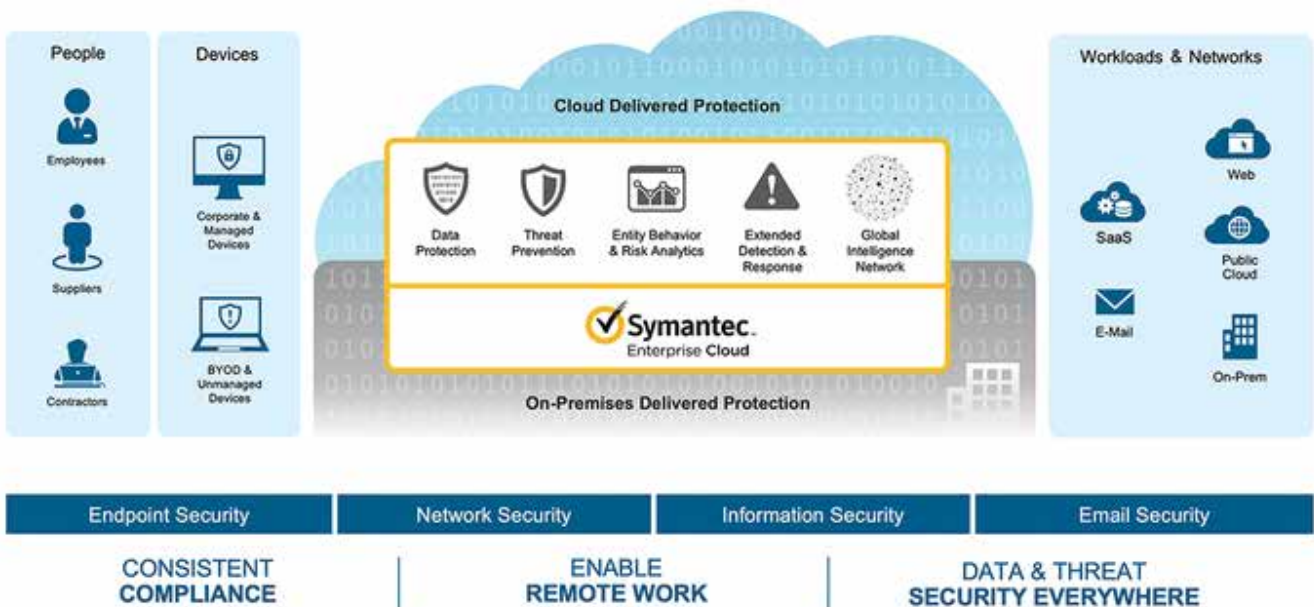 People
Employees
Suppliers
Contractors
Devices
Corporate &
Managed
Devices
BYOD &
Unmanaged
Devices
Cloud Delivered Protection
Data
Protection
Threat
Prevention
Entity Behavior
& Risk Analytics
Extended
Detection &
Response
Global
Intelligence
Network
Symantec™
Enterprise Cloud
On-Premises Delivered Protection
Workloads & Networks
SaaS
E-Mail
Web
Public
Cloud
On-Prem
Endpoint Security
Network Security
Information Security
Email Security
CONSISTENT
COMPLIANCE
ENABLE
REMOTE WORK
DATA & THREAT
SECURITY EVERYWHERE